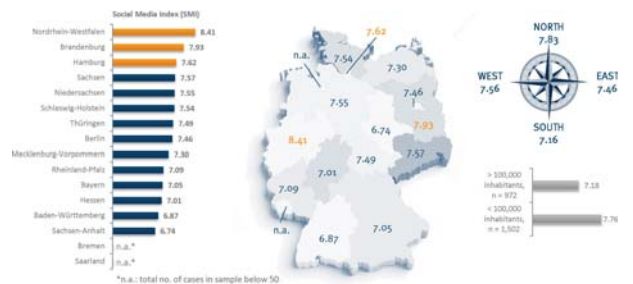 Social Media Index (SMI)
Nordrhein-Westfalen 8.41
Brandenburg 7.93
Hamburg 7.62
Sachsen 7.57
Niedersachsen 7.55
Schleswig-Holstein 7.54
Thüringen 7.49
Berlin 7.46
Mecklenburg-Vorpommern 7.30
Rheinland-Pfalz 7.09
Bayern 7.05
Hessen 7.01
Baden-Württemberg 6.87
Sachsen-Anhalt 6.74
Bremen n.a.*
Saarland n.a.*
*n.a.: total no. of cases in sample below 50
7.62
n.a.
7.54
7.30
7.55
7.46
6.74
7.93
8.41
7.57
7.49
7.01
7.09
n.a.
6.87
7.05
NORTH
7.83
WEST
7.56
EAST
7.46
SOUTH
7.16
> 100,000
inhabitants,
n = 972
7.18
< 100,000
inhabitants,
n = 1,502
7.76